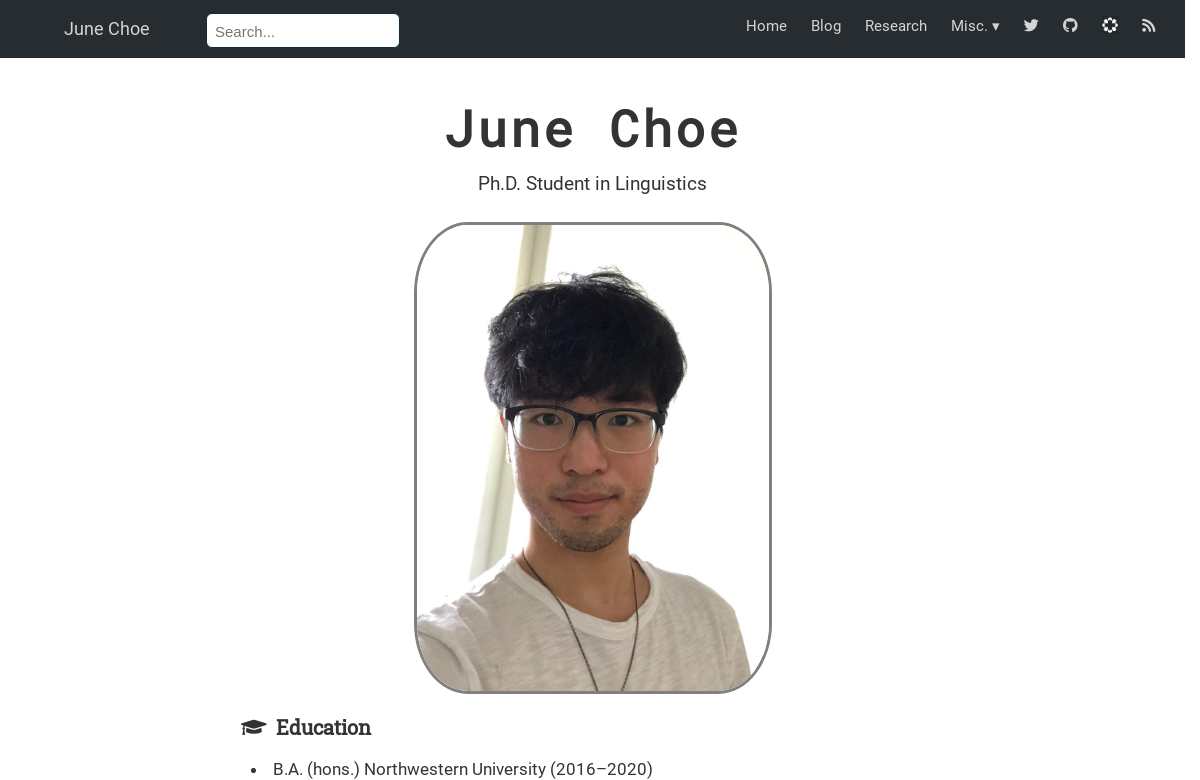 June Choe
Search...
Home Blog Research Misc. ▾
June Choe
Ph.D. Student in Linguistics
Education
• B.A. (hons.) Northwestern University (2016–2020)